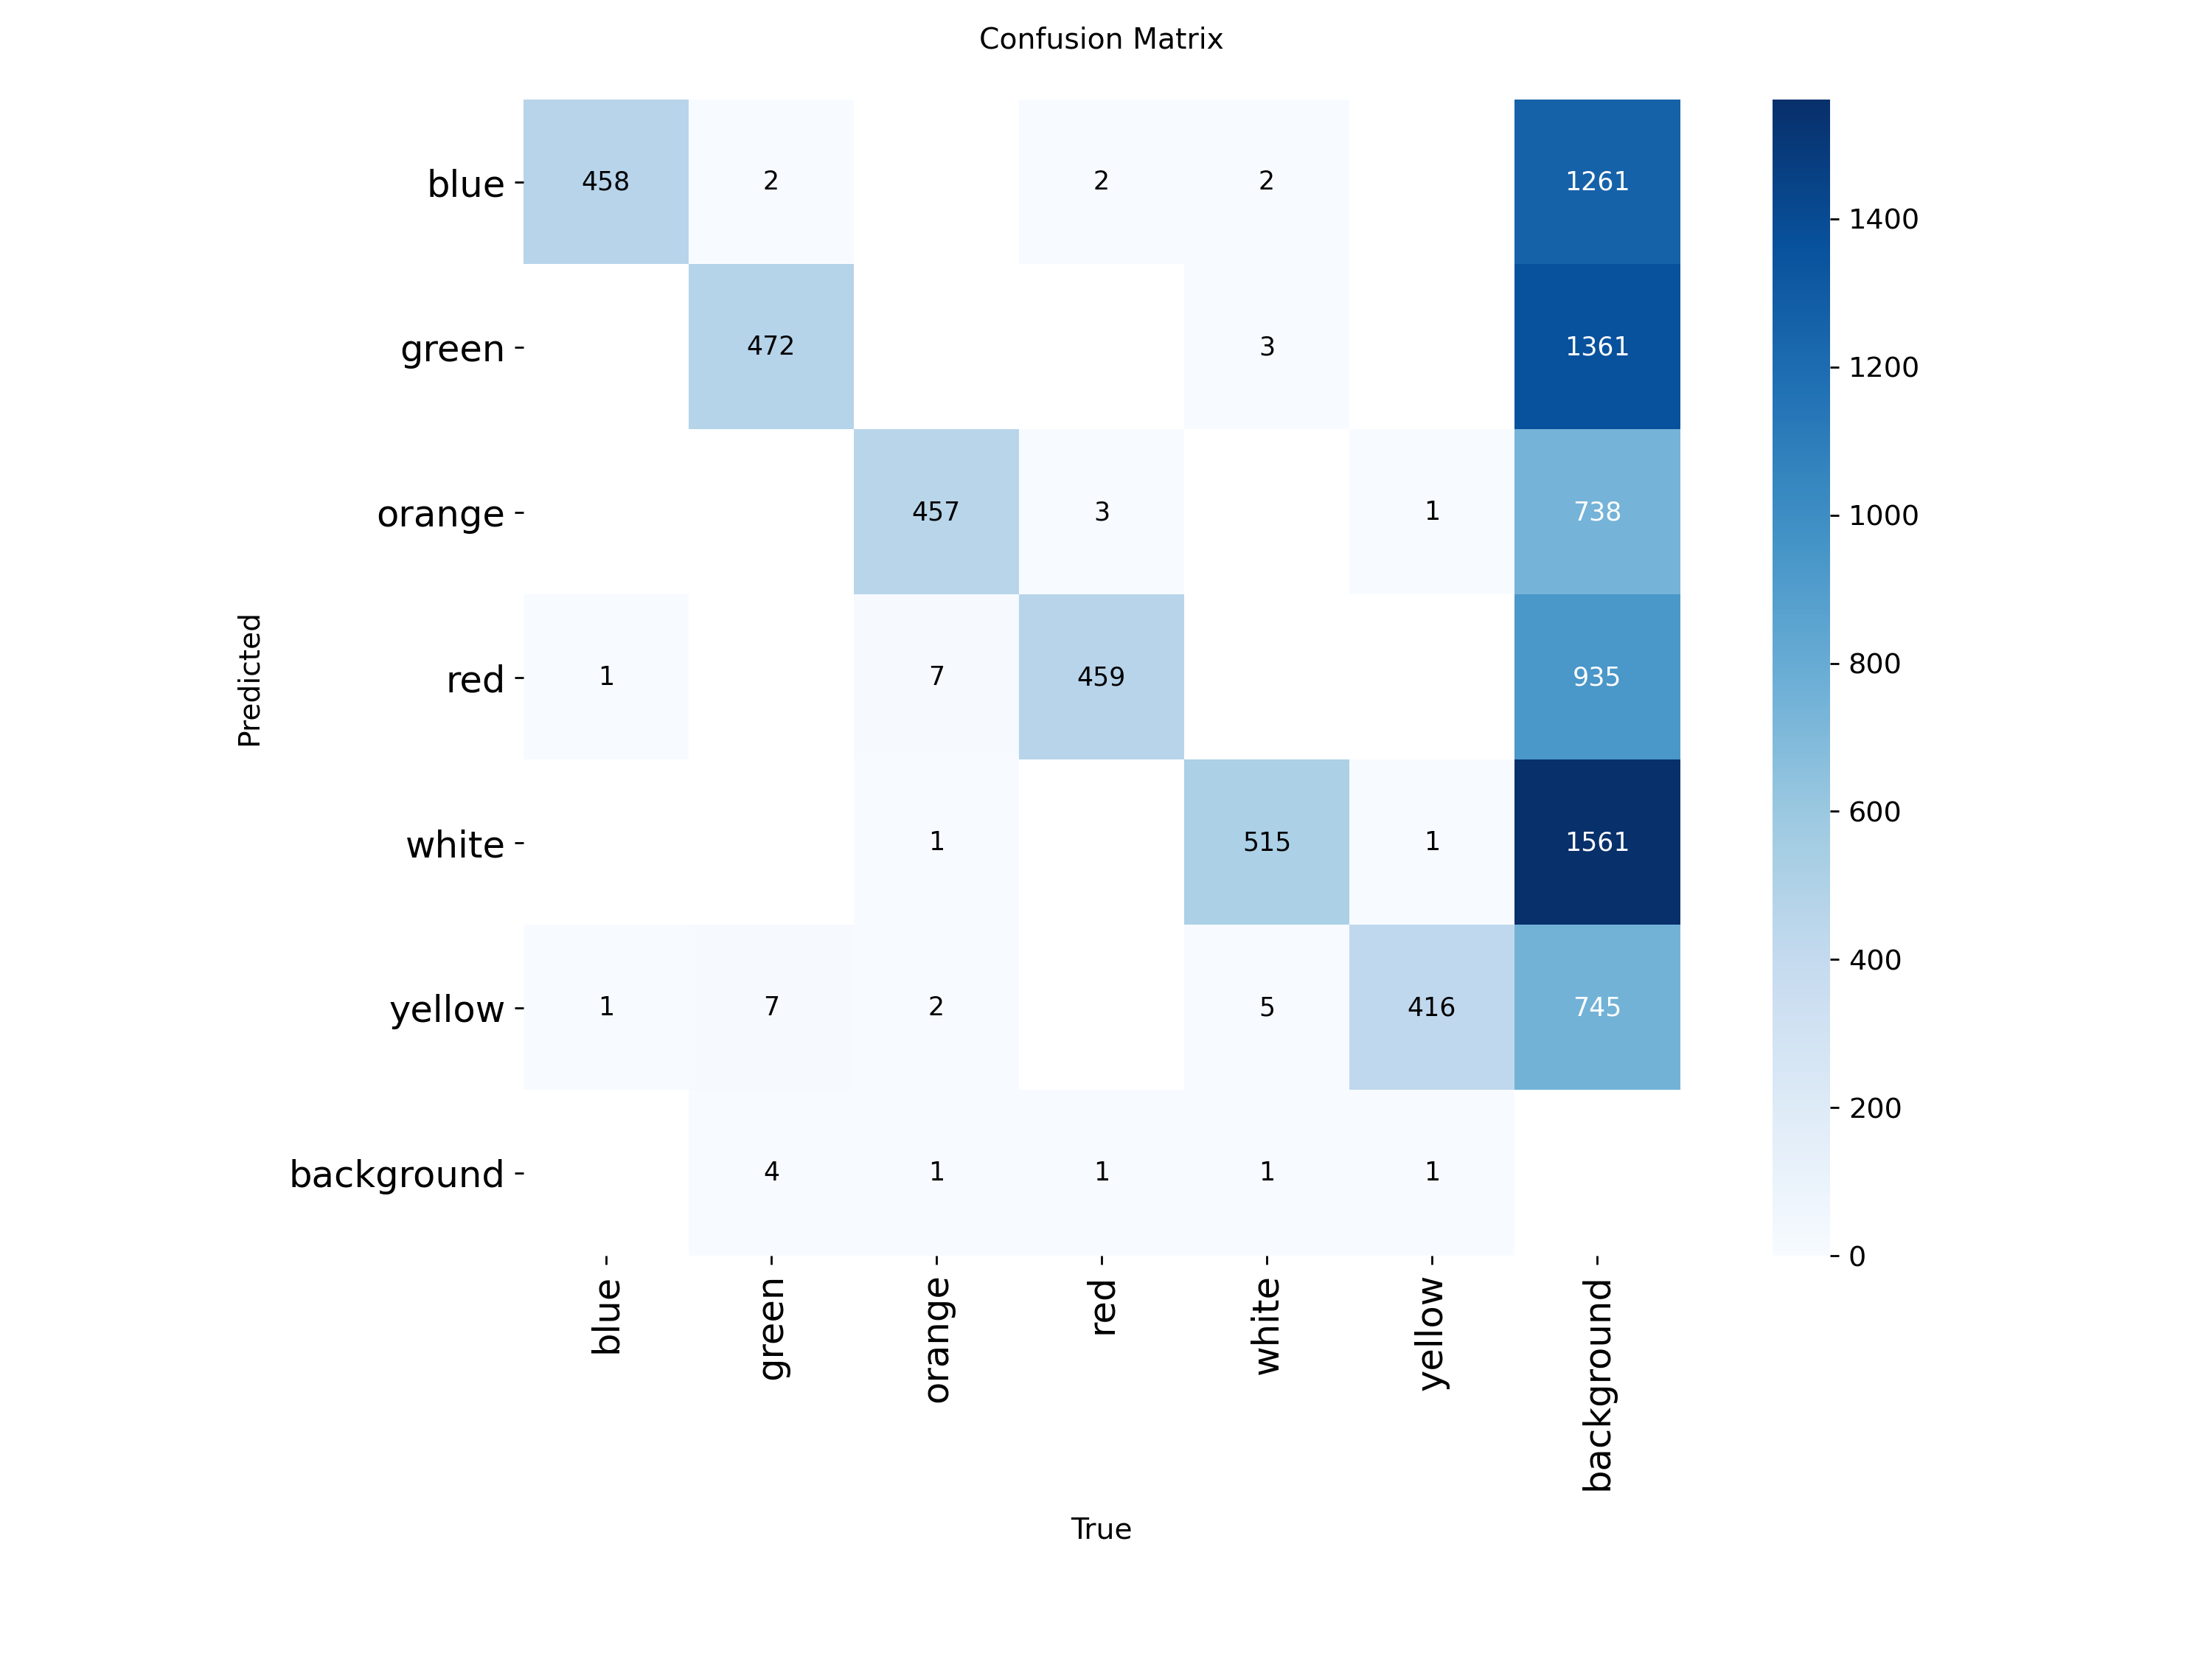 Confusion Matrix
blue 458 2 2 2 1261
green 472 3 1361
orange 457 3 1 738
red 1 7 459 935
white 1 515 1 1561
yellow 1 7 2 5 416 745
background 4 1 1 1 1
blue green orange red white yellow background
Predicted
True
1400
1200
1000
800
600
400
200
0